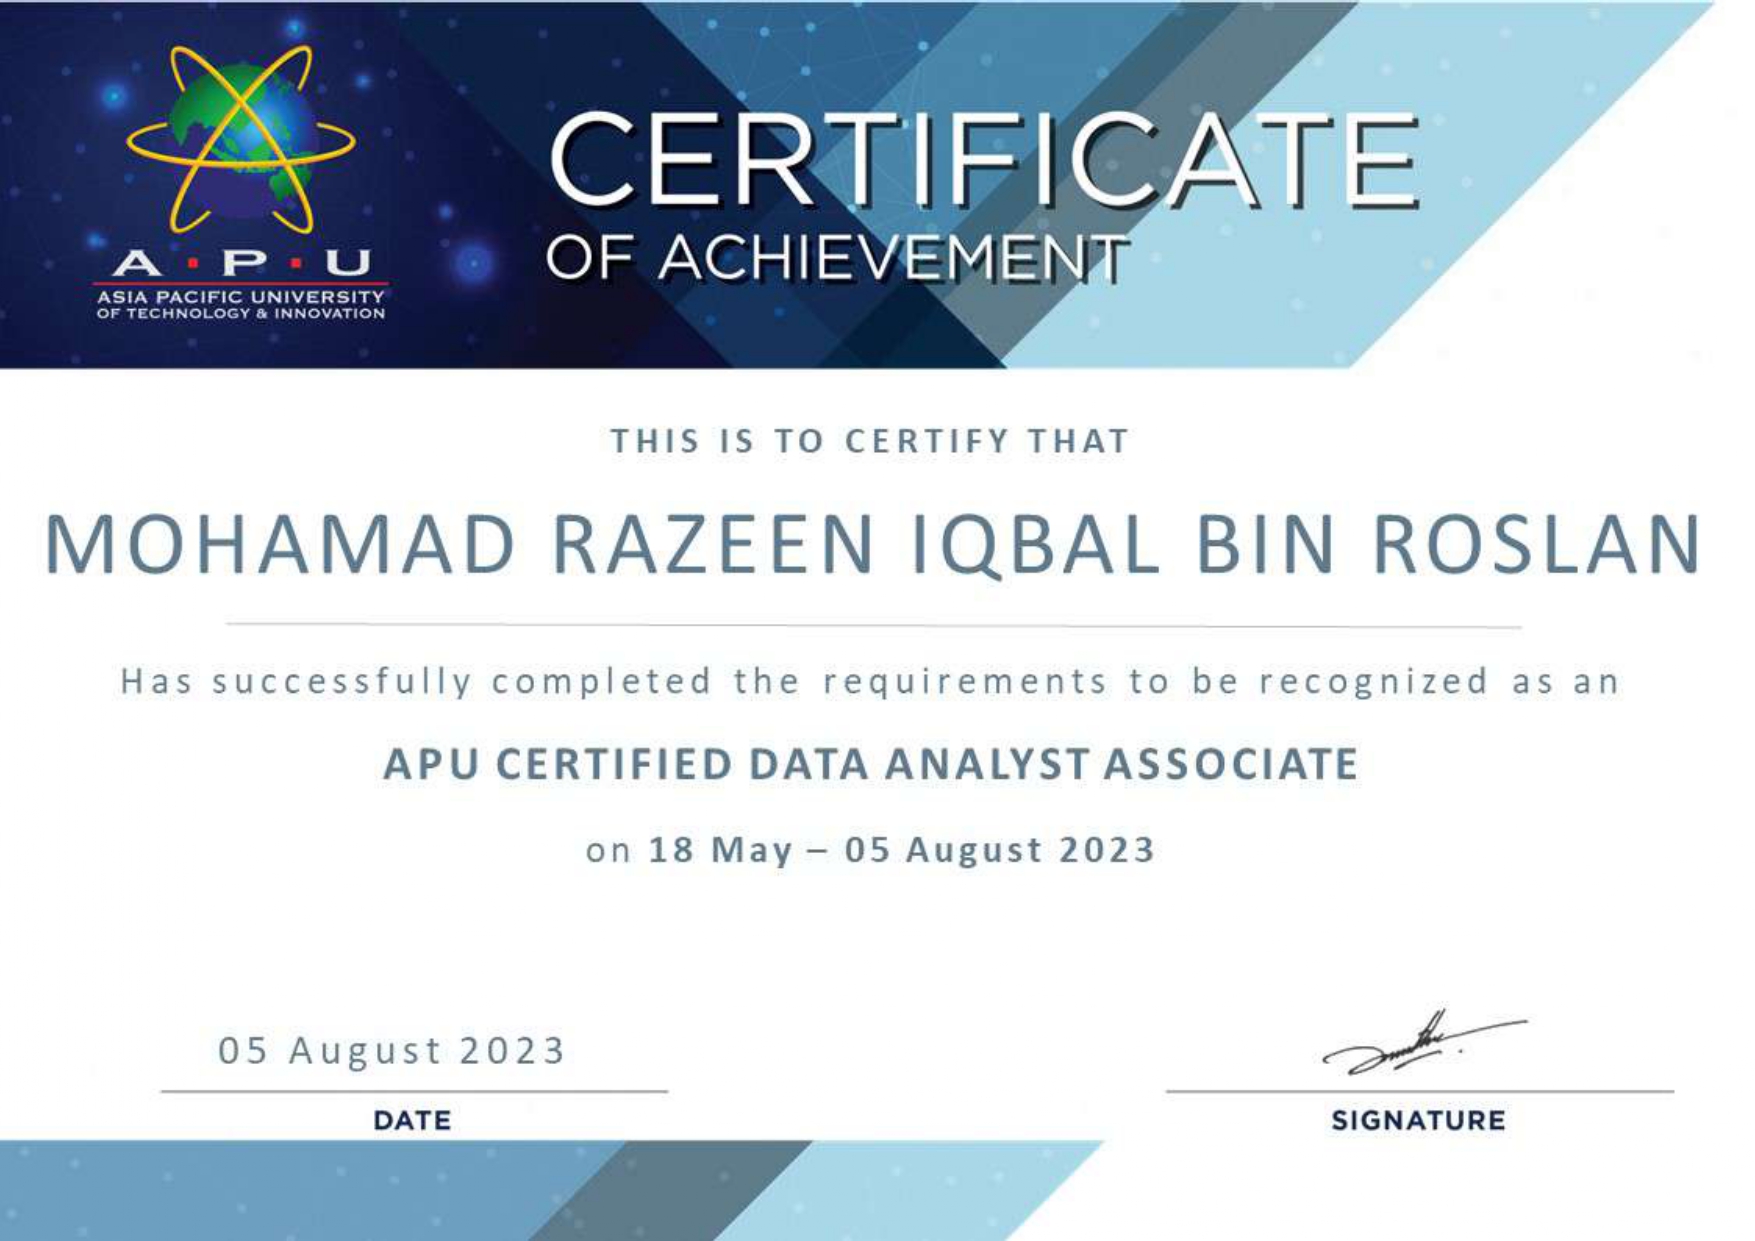 A·P·U
ASIA PACIFIC UNIVERSITY
OF TECHNOLOGY & INNOVATION
CERTIFICATE
OF ACHIEVEMENT
THIS IS TO CERTIFY THAT
MOHAMAD RAZEEN IQBAL BIN ROSLAN
Has successfully completed the requirements to be recognized as an
APU CERTIFIED DATA ANALYST ASSOCIATE
on 18 May – 05 August 2023
05 August 2023
DATE
SIGNATURE